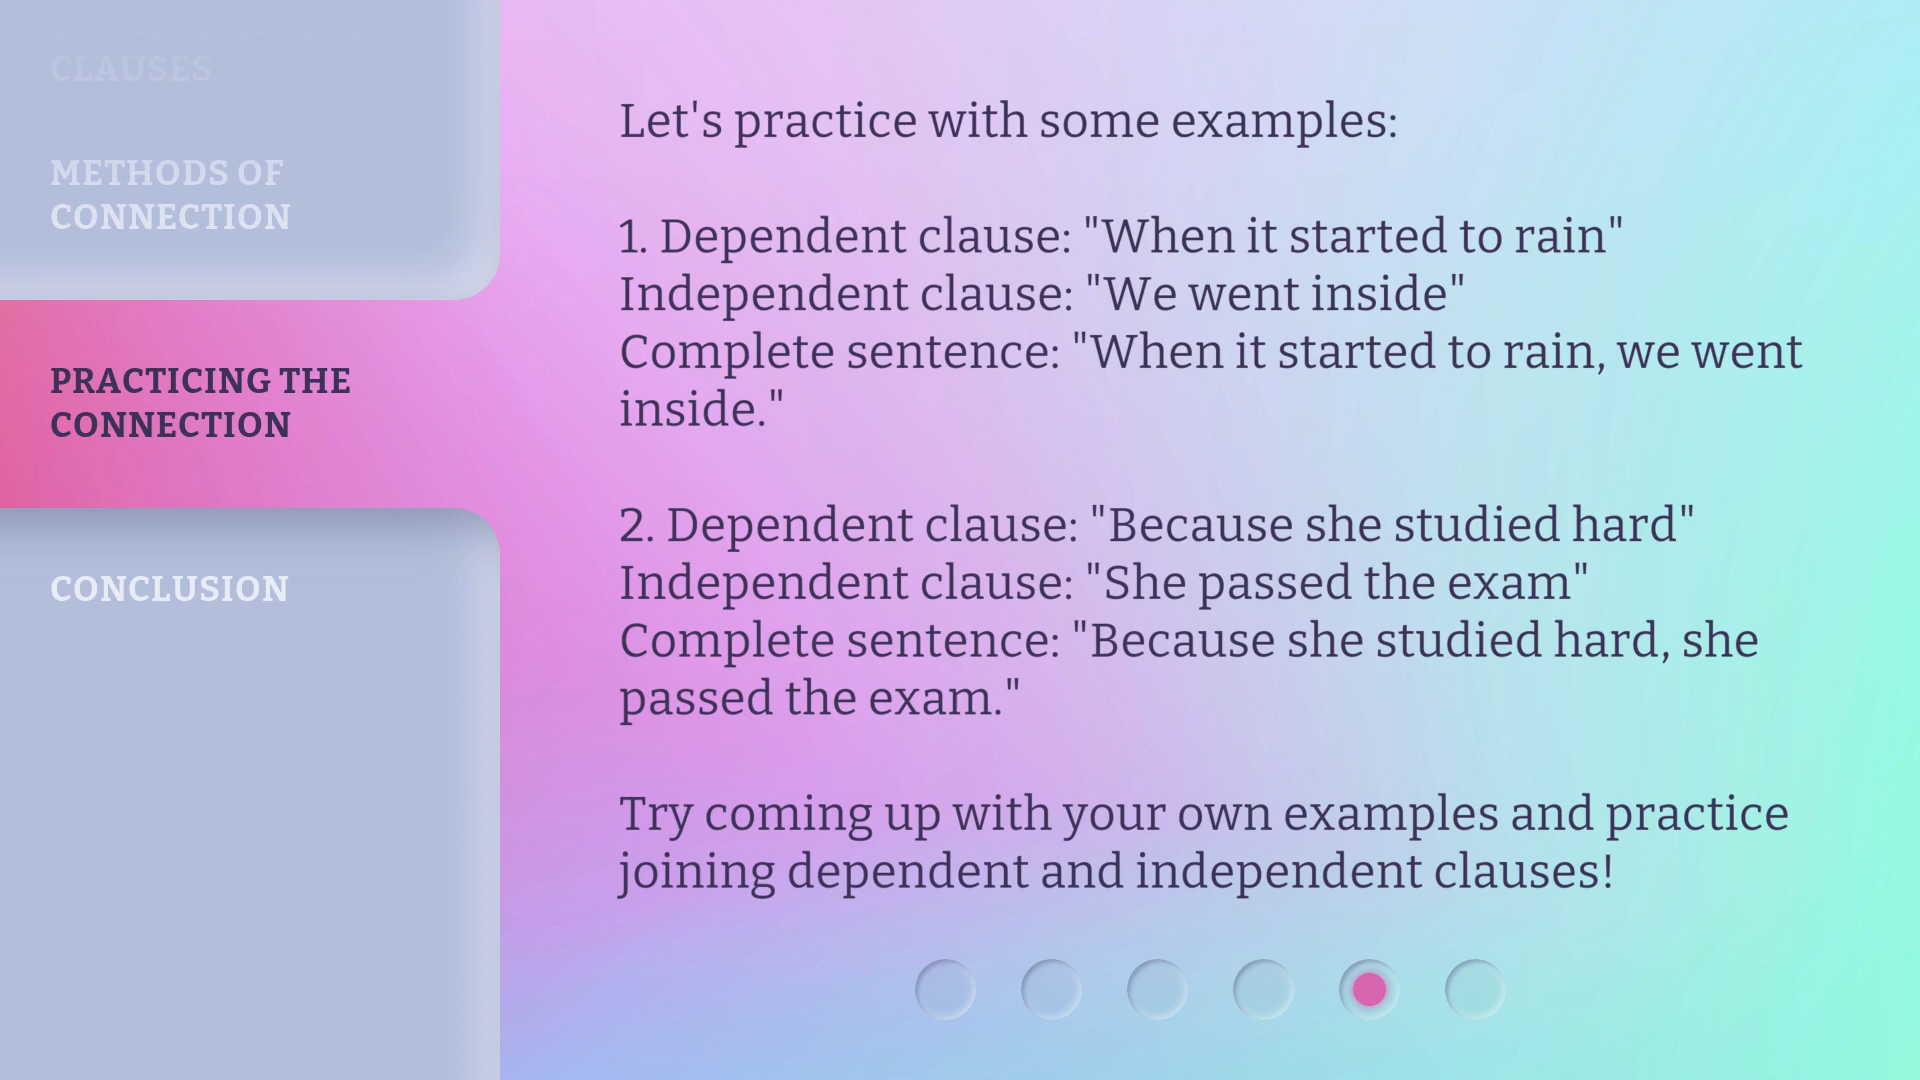 CLAUSES
METHODS OF
CONNECTION
PRACTICING THE
CONNECTION
CONCLUSION
Let's practice with some examples:
1. Dependent clause: "When it started to rain"
Independent clause: "We went inside"
Complete sentence: "When it started to rain, we went
inside."
2. Dependent clause: "Because she studied hard"
Independent clause: "She passed the exam"
Complete sentence: "Because she studied hard, she
passed the exam."
Try coming up with your own examples and practice
joining dependent and independent clauses!